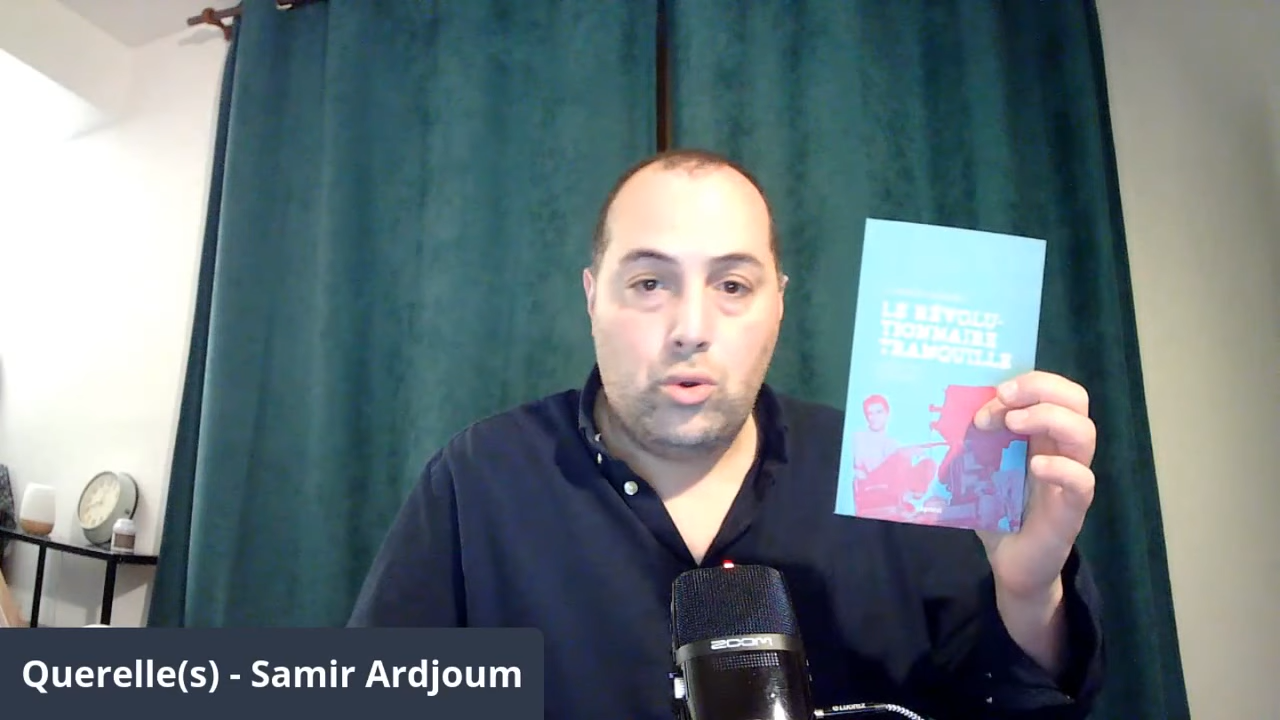 LE RÉVOLU-
TIONNAIRE
TRANQUILLE
ZOOM
Querelle(s) - Samir Ardjoum